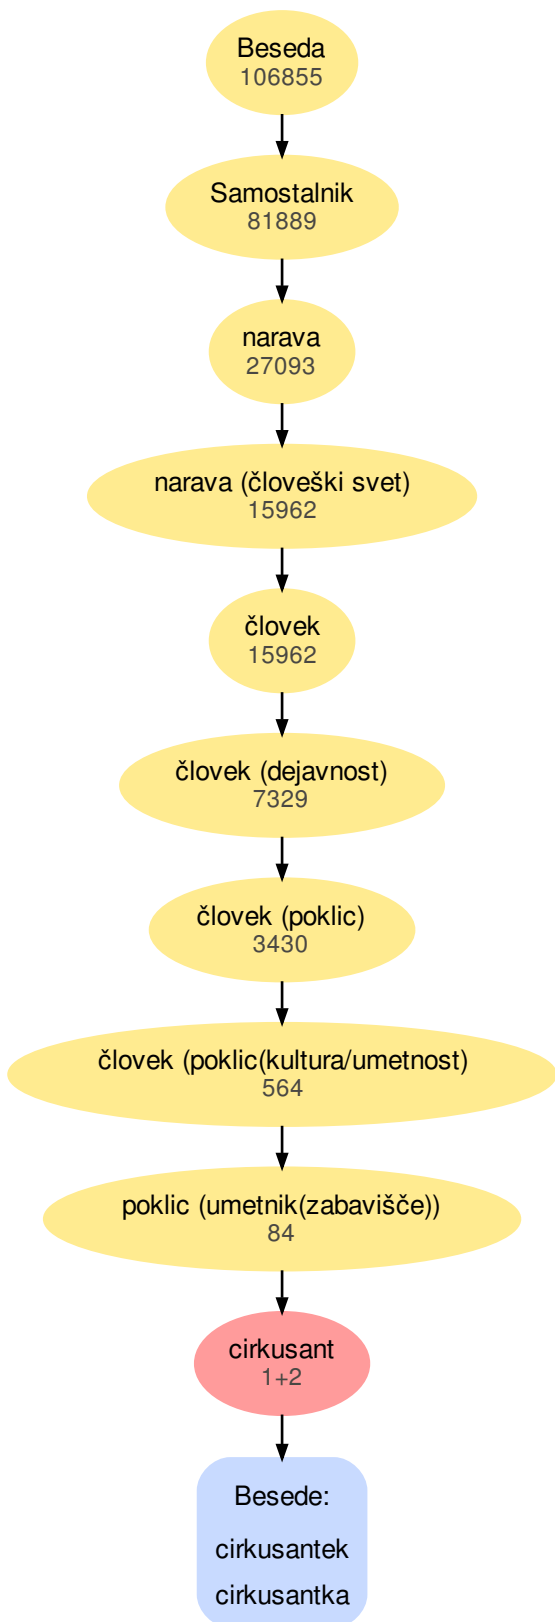 Beseda
106855
Samostalnik
81889
narava
27093
narava (človeški svet)
15962
človek
15962
človek (dejavnost)
7329
človek (poklic)
3430
človek (poklic(kultura/umetnost)
564
poklic (umetnik(zabavišče))
84
cirkusant
1+2
Besede:
cirkusantek
cirkusantka